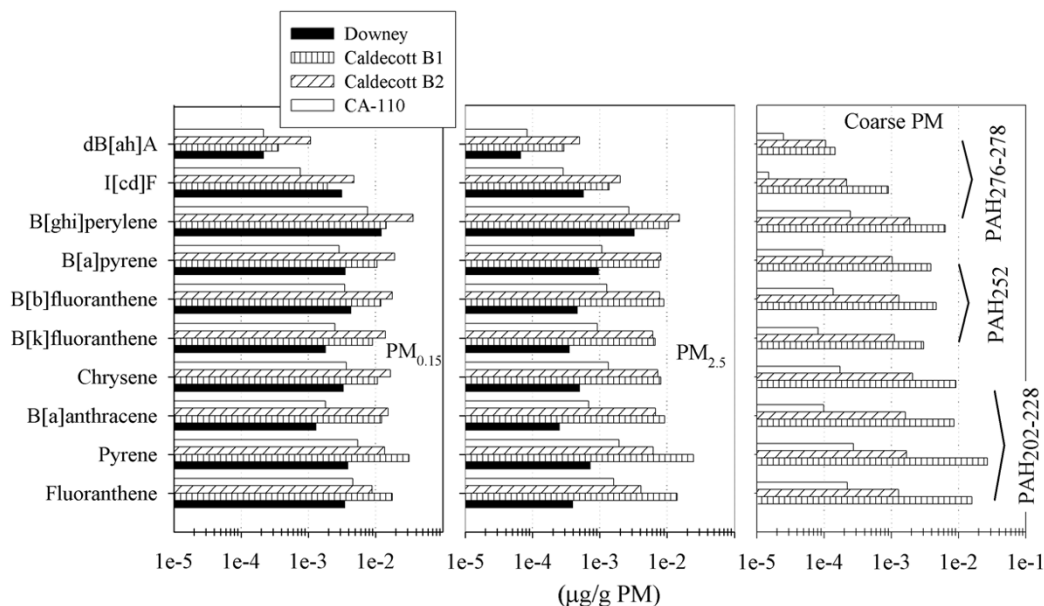 Downey
Caldecott B1
Caldecott B2
CA-110
dB[ah]A
I[cd]F
B[ghi]perylene
B[a]pyrene
B[b]fluoranthene
B[k]fluoranthene
Chrysene
B[a]anthracene
Pyrene
Fluoranthene
PM0.15
PM2.5
Coarse PM
PAH276-278
PAH252
PAH202-228
1e-5 1e-4 1e-3 1e-2 1e-5 1e-4 1e-3 1e-2 1e-5 1e-4 1e-3 1e-2 1e-1
(µg/g PM)